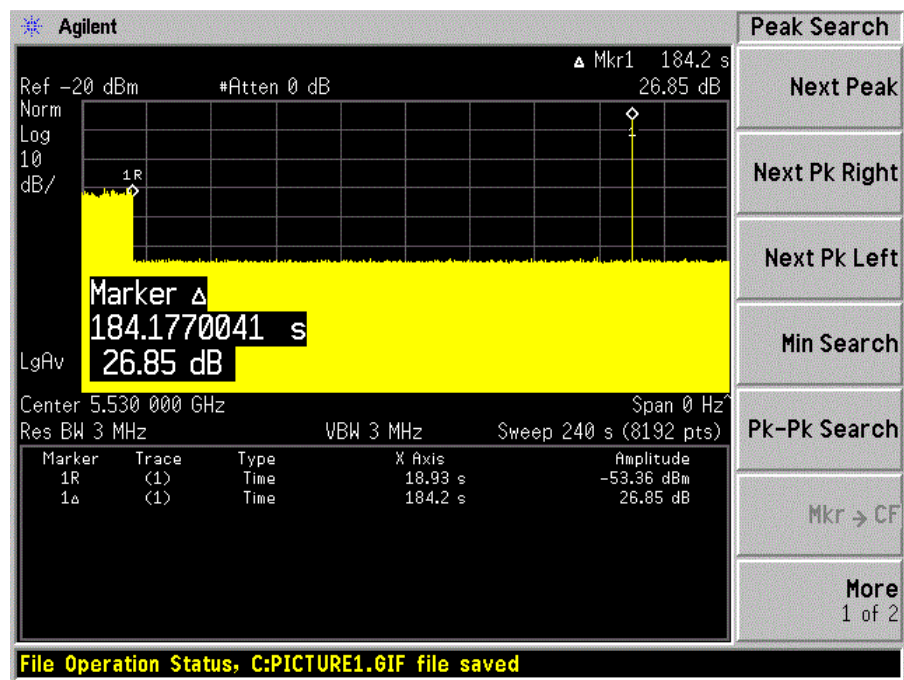 Agilent
Peak Search
Δ Mkr1 184.2 s
Ref -20 dBm #Atten 0 dB 26.85 dB
Norm
Log
10
dB/
1R
1
Marker Δ
184.1770041 s
26.85 dB
LgAv
Center 5.530 000 GHz Span 0 Hz^
Res BW 3 MHz VBW 3 MHz Sweep 240 s (8192 pts)
Marker Trace Type X Axis Amplitude
1R (1) Time 18.93 s -53.36 dBm
1Δ (1) Time 184.2 s 26.85 dB
Next Peak
Next Pk Right
Next Pk Left
Min Search
Pk-Pk Search
Mkr → CF
More
1 of 2
File Operation Status, C:PICTURE1.GIF file saved